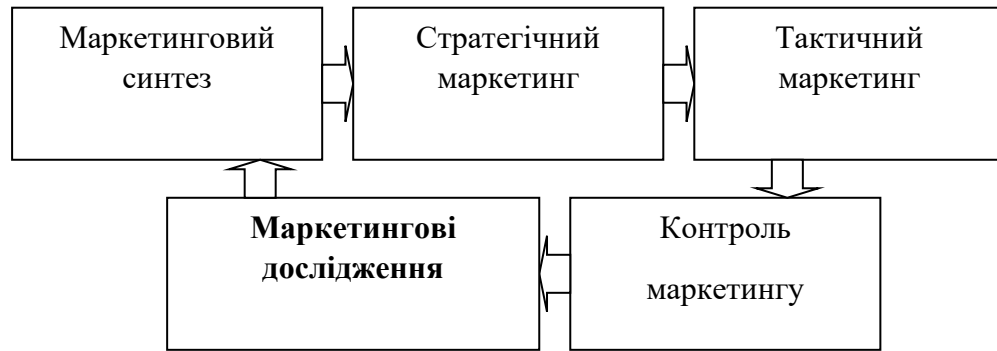 Маркетинговий
синтез
Стратегічний
маркетинг
Тактичний
маркетинг
Маркетингові
дослідження
Контроль
маркетингу